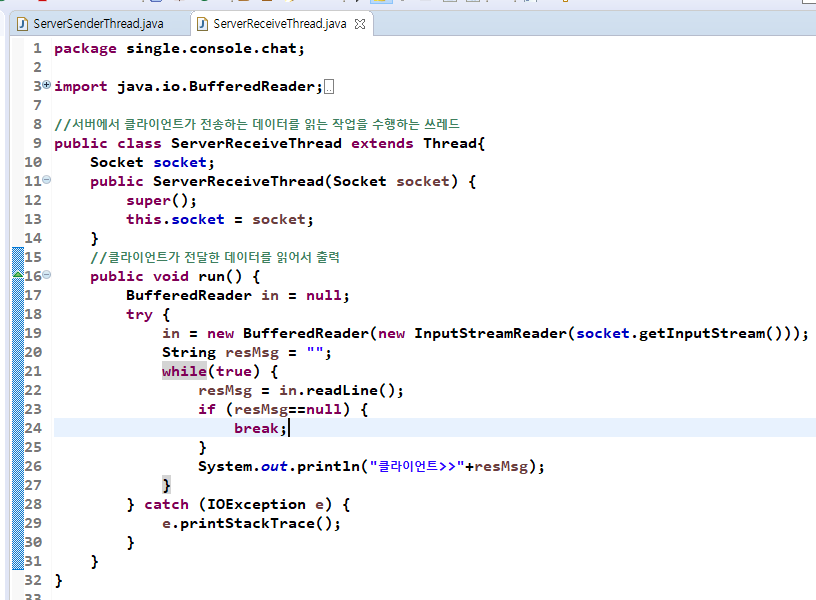 ServerSenderThread.java ServerReceiveThread.java
1 package single.console.chat;
2
3 import java.io.BufferedReader;
7
8 //서버에서 클라이언트가 전송하는 데이터를 읽는 작업을 수행하는 쓰레드
9 public class ServerReceiveThread extends Thread{
10 Socket socket;
11 public ServerReceiveThread(Socket socket) {
12 super();
13 this.socket = socket;
14 }
15 //클라이언트가 전달한 데이터를 읽어서 출력
16 public void run() {
17 BufferedReader in = null;
18 try {
19 in = new BufferedReader(new InputStreamReader(socket.getInputStream()));
20 String resMsg = "";
21 while(true) {
22 resMsg = in.readLine();
23 if (resMsg==null) {
24 break;
25 }
26 System.out.println("클라이언트>>"+resMsg);
27 }
28 } catch (IOException e) {
29 e.printStackTrace();
30 }
31 }
32 }
33